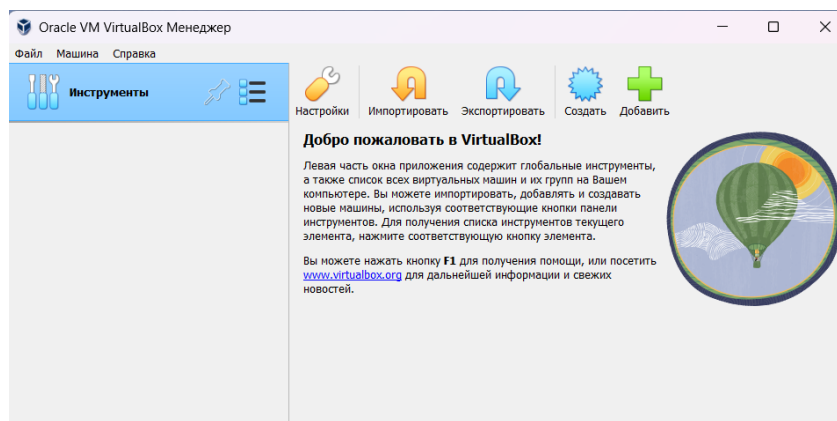 Oracle VM VirtualBox Менеджер
Файл Машина Справка
Инструменты
Настройки Импортировать Экспортировать Создать Добавить
Добро пожаловать в VirtualBox!
Левая часть окна приложения содержит глобальные инструменты,
а также список всех виртуальных машин и их групп на Вашем
компьютере. Вы можете импортировать, добавлять и создавать
новые машины, используя соответствующие кнопки панели
инструментов. Для получения списка инструментов текущего
элемента, нажмите соответствующую кнопку элемента.
Вы можете нажать кнопку F1 для получения помощи, или посетить
www.virtualbox.org для дальнейшей информации и свежих
новостей.